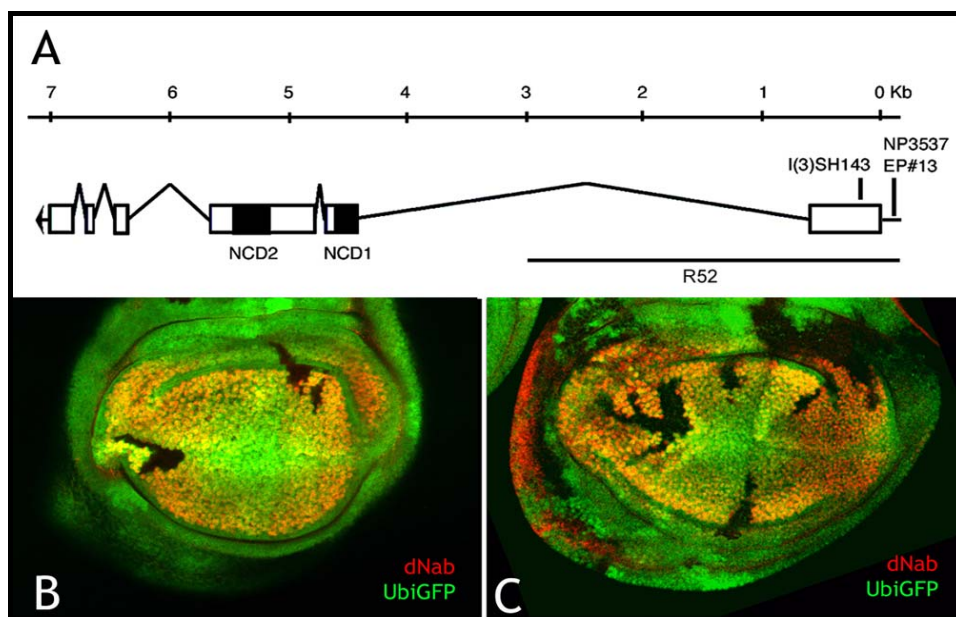 A
7 6 5 4 3 2 1 0 Kb
NP3537
I(3)SH143 EP#13
NCD2 NCD1
R52
dNab dNab
UbiGFP UbiGFP
B C